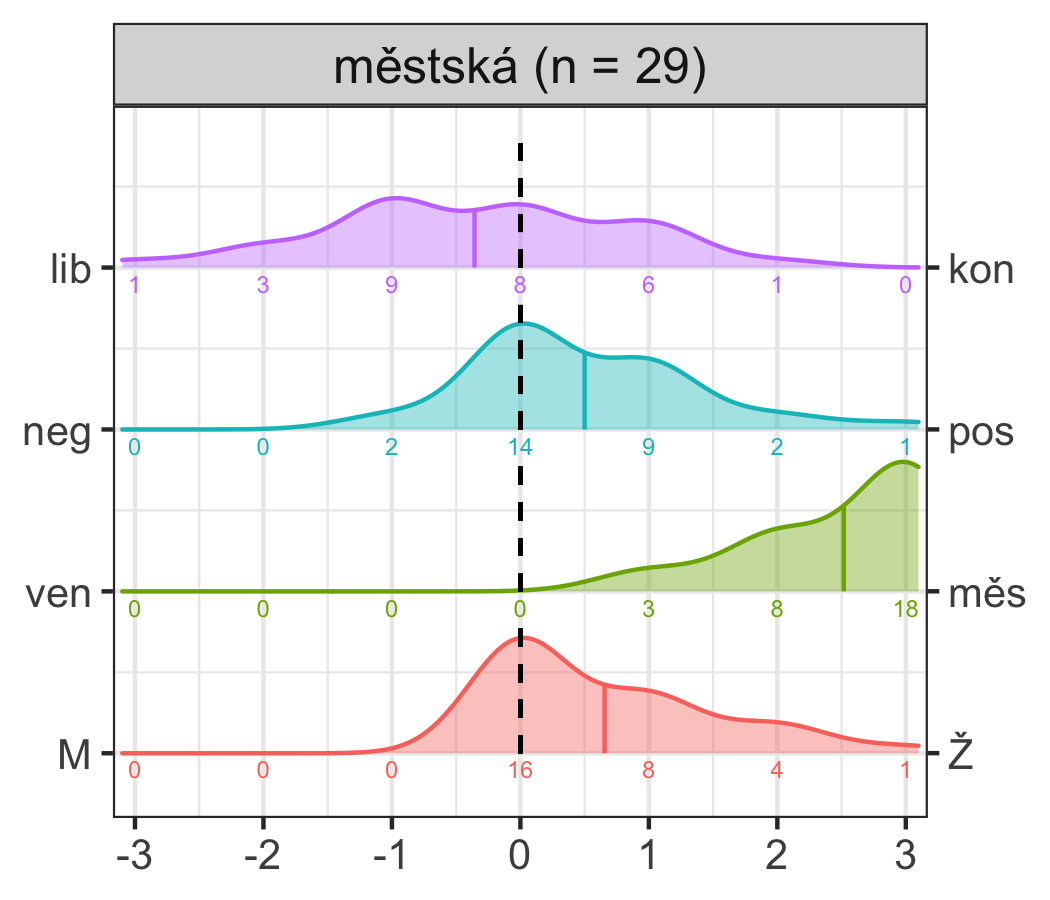 městská (n = 29)
lib kon
1 3 9 8 6 1 0
neg pos
0 0 2 14 9 2 1
ven měs
0 0 0 0 3 8 18
M Ž
0 0 0 16 8 4 1
-3 -2 -1 0 1 2 3